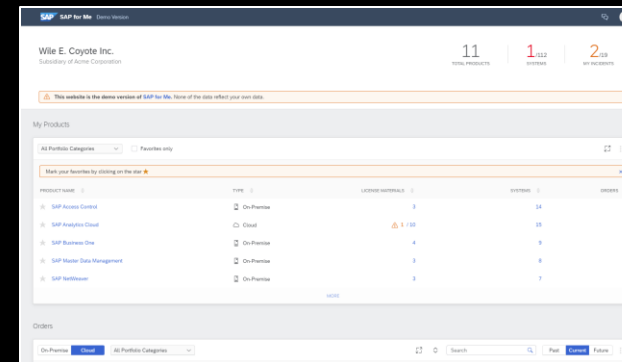 SAP SAP for Me Demo Version
Wile E. Coyote Inc.
Subsidiary of Acme Corporation
11
TOTAL PRODUCTS
1/113
SYSTEMS
2/19
MY INCIDENTS
This website is the demo version of SAP for Me. None of the data reflect your own data.
My Products
All Portfolio Categories Favorites only
Mark your favorites by clicking on the star
PRODUCT NAME TYPE LICENSE MATERIALS SYSTEMS ORDERS
SAP Access Control On-Premise 3 14
SAP Analytics Cloud Cloud / 10 15
SAP Business One On-Premise 4 9
SAP Master Data Management On-Premise 3 8
SAP NetWeaver On-Premise 3 7
MORE
Orders
On-Premise Cloud All Portfolio Categories Search Past Current Future